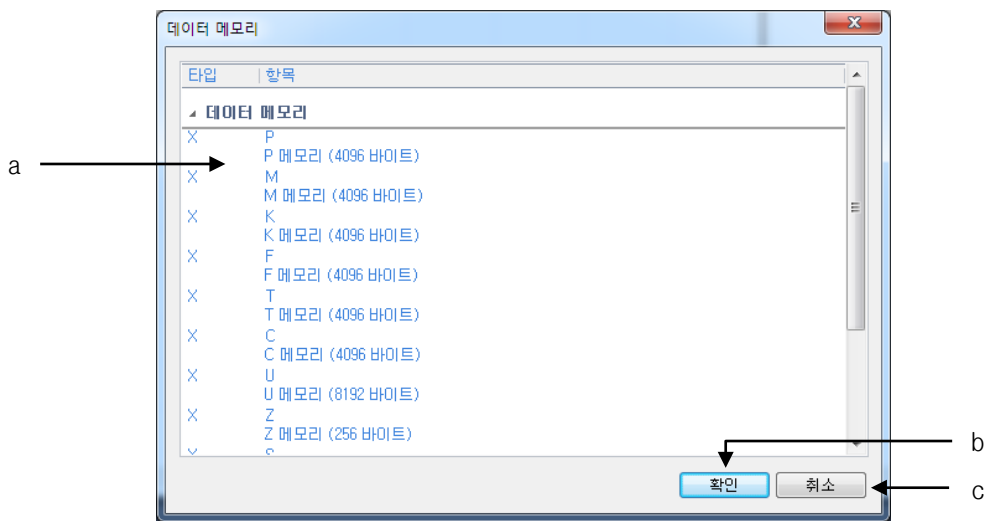 데이터 메모리
타입 항목
데이터 메모리
X P
P 메모리 (4096 바이트)
a
X M
M 메모리 (4096 바이트)
X K
K 메모리 (4096 바이트)
X F
F 메모리 (4096 바이트)
X T
T 메모리 (4096 바이트)
X C
C 메모리 (4096 바이트)
X U
U 메모리 (8192 바이트)
X Z
Z 메모리 (256 바이트)
b
확인 취소
c